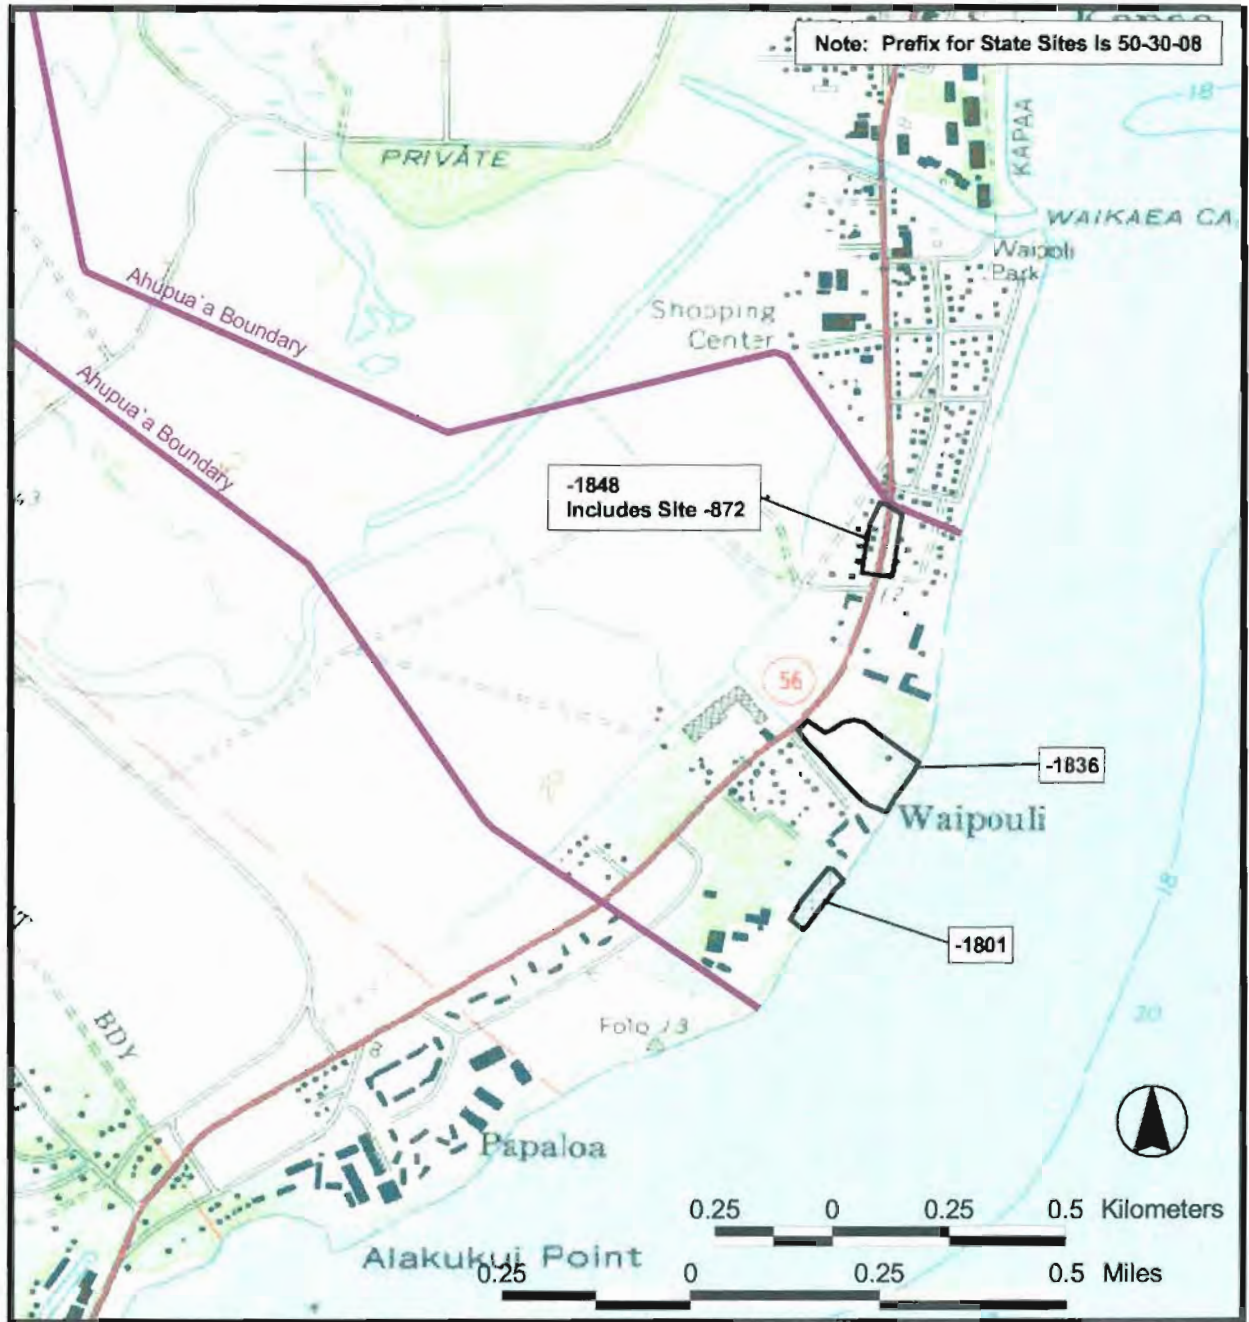 Note: Prefix for State Sites Is 50-30-08
18
KAPAA
PRIVATE
WAIKAEA CA
Waipoli
Park
Ahupua`a Boundary
Shopping
Center
Ahupua`a Boundary
-1848
Includes Site -872
56
-1836
Waipouli
18
-1801
20
BDY
8
Papaloa
0.25 0 0.25 0.5 Kilometers
Alakukui Point
0.25 0 0.25 0.5 Miles